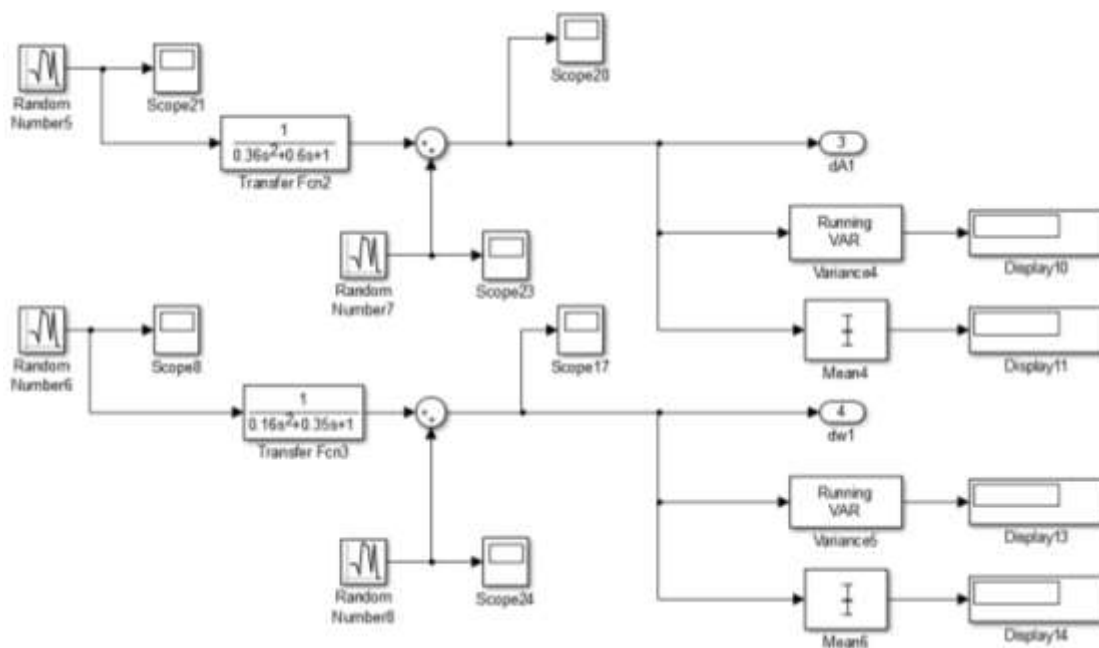 Random
Number5
Scope21
1
0.36s2+0.6s+1
Transfer Fcn2
Scope20
3
dA1
Random
Number7
Scope23
Running
VAR
Variance4
Display10
Mean4
Display11
Random
Number6
Scope8
1
0.16s2+0.35s+1
Transfer Fcn3
Scope17
4
dw1
Random
Number8
Scope24
Running
VAR
Variance5
Display13
Mean6
Display14